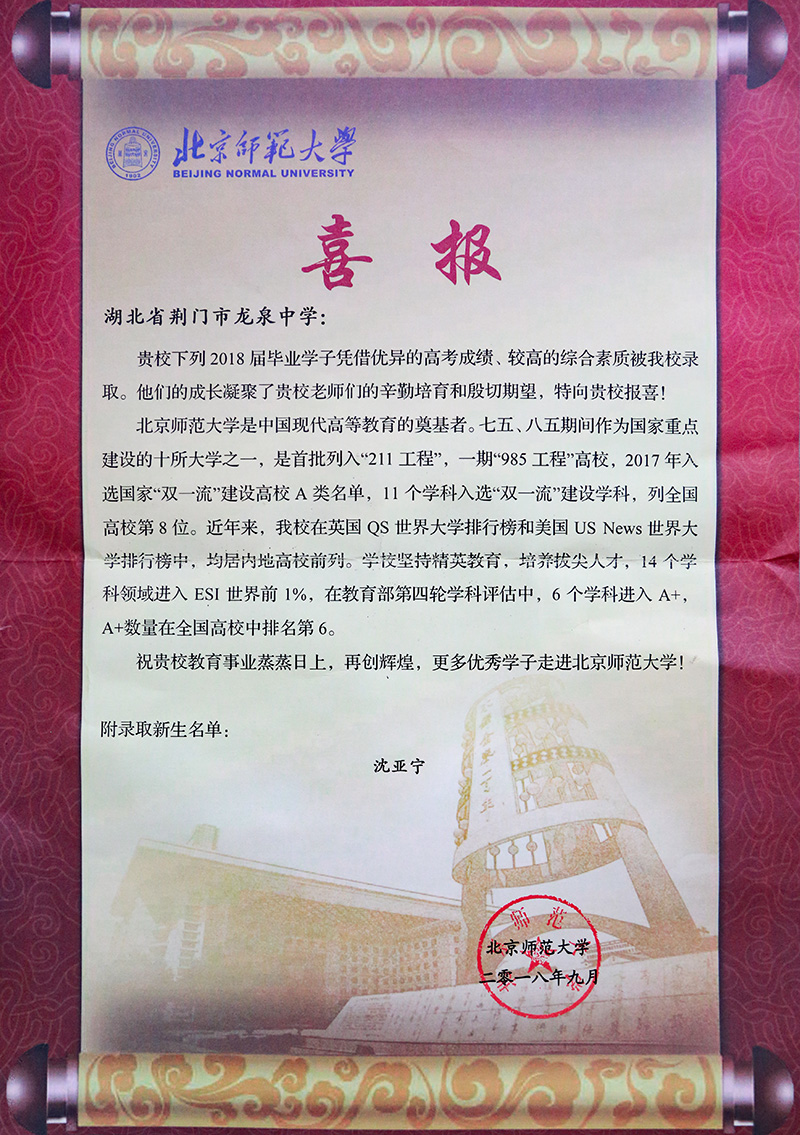 BEIJING NORMAL UNIVERSITY
1902
北京师范大学
BEIJING NORMAL UNIVERSITY
喜报
湖北省荆门市龙泉中学：
贵校下列 2018 届毕业学子凭借优异的高考成绩、较高的综合素质被我校录
取。他们的成长凝聚了贵校老师们的辛勤培育和殷切期望，特向贵校报喜！
北京师范大学是中国现代高等教育的奠基者。七五、八五期间作为国家重点
建设的十所大学之一，是首批列入“211 工程”，一期“985 工程”高校，2017 年入
选国家“双一流”建设高校 A 类名单，11 个学科入选“双一流”建设学科，列全国
高校第 8 位。近年来，我校在英国 QS 世界大学排行榜和美国 US News 世界大
学排行榜中，均居内地高校前列。学校坚持精英教育，培养拔尖人才，14 个学
科领域进入 ESI 世界前 1%，在教育部第四轮学科评估中，6 个学科进入 A+，
A+数量在全国高校中排名第 6。
祝贵校教育事业蒸蒸日上，再创辉煌，更多优秀学子走进北京师范大学！
附录取新生名单：
沈亚宁
师范
北京师范大学
二零一八年九月